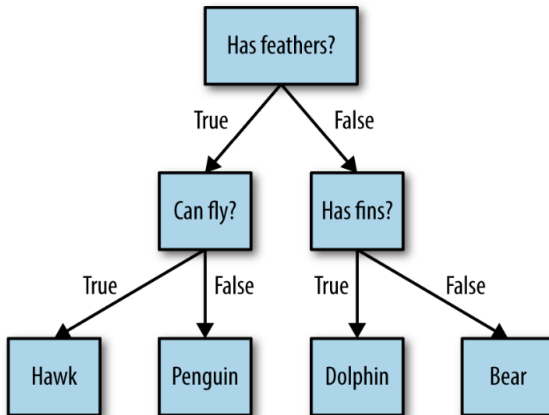 Has feathers?
True
False
Can fly?
Has fins?
True
False
True
False
Hawk
Penguin
Dolphin
Bear